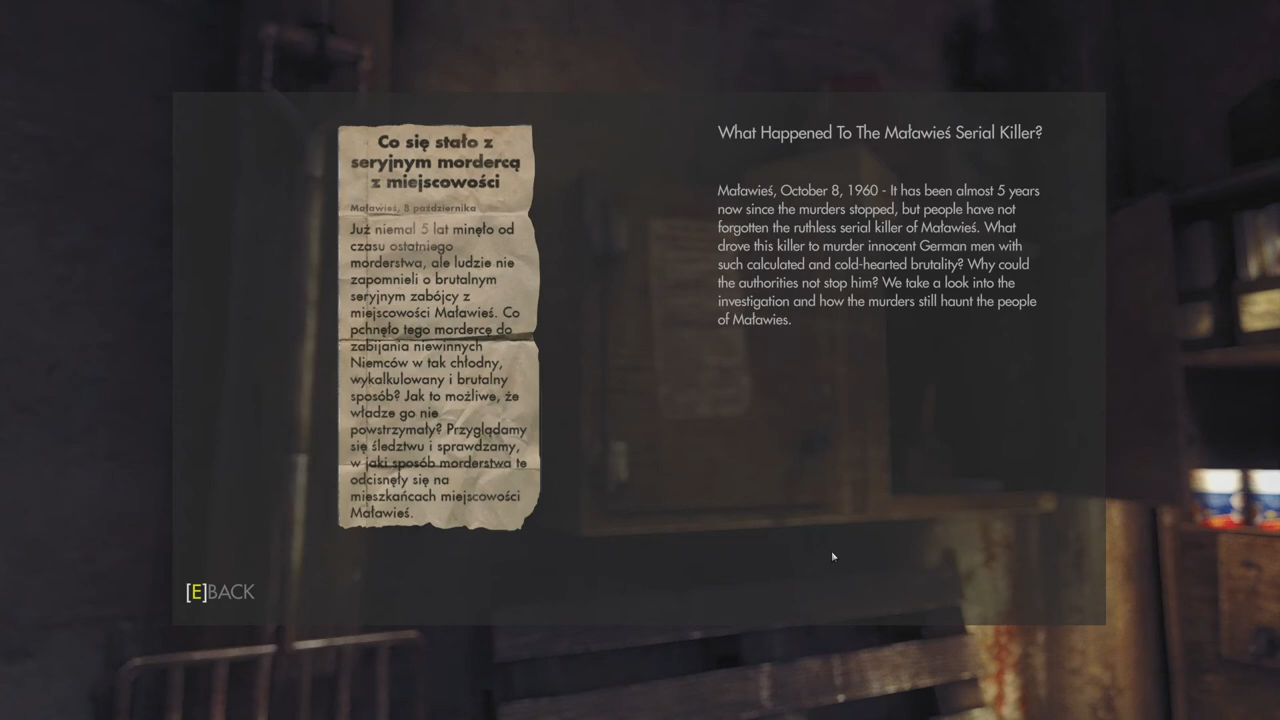 Co się stało z
seryjnym mordercą
z miejscowości
Maławieś, 8 października
Już niemal 5 lat minęło od
czasu ostatniego
morderstwa, ale ludzie nie
zapomnieli o brutalnym
seryjnym zabójcy z
miejscowości Maławieś. Co
pchnęło tego mordercę do
zabijania niewinnych
Niemców w tak chłodny,
wykalkulowany i brutalny
sposób? Jak to możliwe, że
władze go nie
powstrzymały? Przyglądamy
się śledztwu i sprawdzamy,
w jaki sposób morderstwa te
odcisnęły się na
mieszkańcach miejscowości
Maławieś.
What Happened To The Maławieś Serial Killer?
Maławieś, October 8, 1960 - It has been almost 5 years
now since the murders stopped, but people have not
forgotten the ruthless serial killer of Maławieś. What
drove this killer to murder innocent German men with
such calculated and cold-hearted brutality? Why could
the authorities not stop him? We take a look into the
investigation and how the murders still haunt the people
of Maławies.
[E]BACK